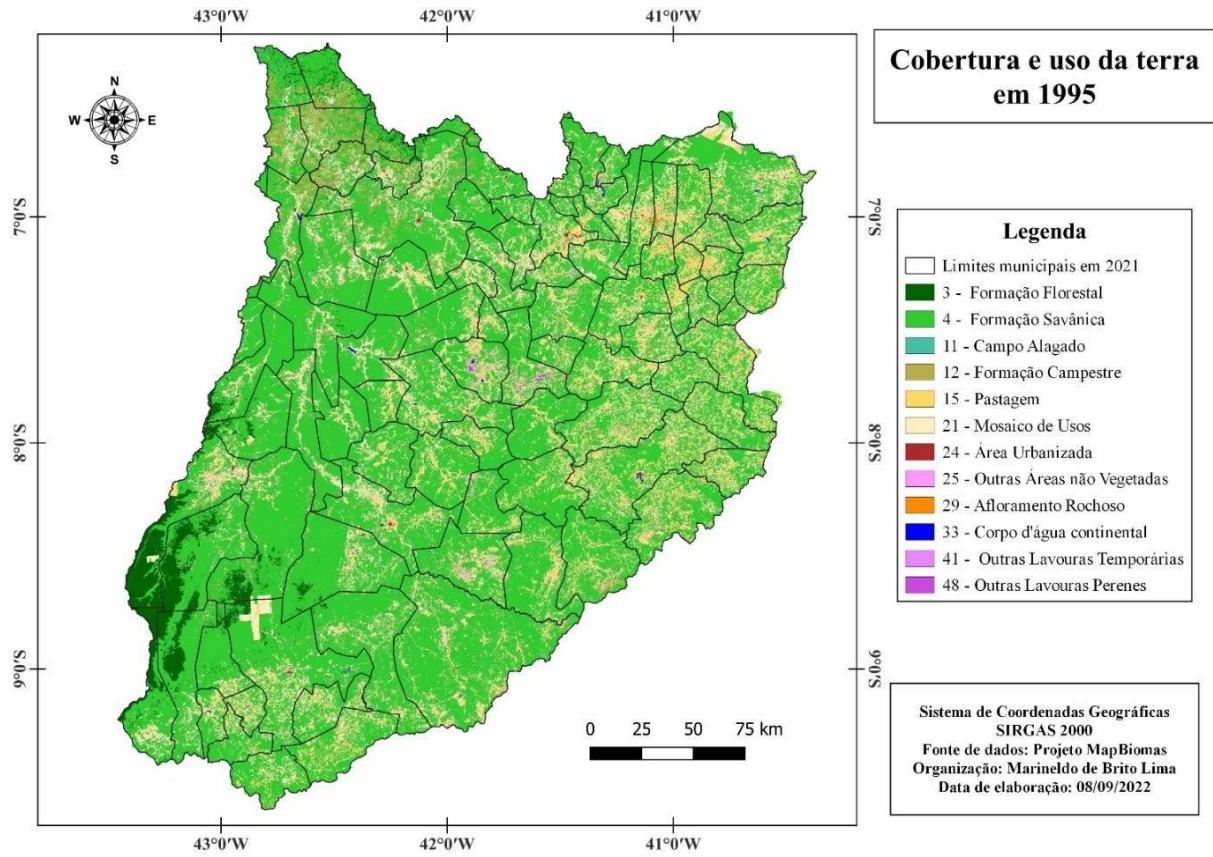 43°0'W 42°0'W 41°0'W
Cobertura e uso da terra
em 1995
N
W E
S
7°0'S 7°0'S
8°0'S 8°0'S
9°0'S 9°0'S
Legenda
Limites municipais em 2021
3 - Formação Florestal
4 - Formação Savânica
11 - Campo Alagado
12 - Formação Campestre
15 - Pastagem
21 - Mosaico de Usos
24 - Área Urbanizada
25 - Outras Áreas não Vegetadas
29 - Afloramento Rochoso
33 - Corpo d'água continental
41 - Outras Lavouras Temporárias
48 - Outras Lavouras Perenes
0 25 50 75 km
Sistema de Coordenadas Geográficas
SIRGAS 2000
Fonte de dados: Projeto MapBiomas
Organização: Marineldo de Brito Lima
Data de elaboração: 08/09/2022
43°0'W 42°0'W 41°0'W